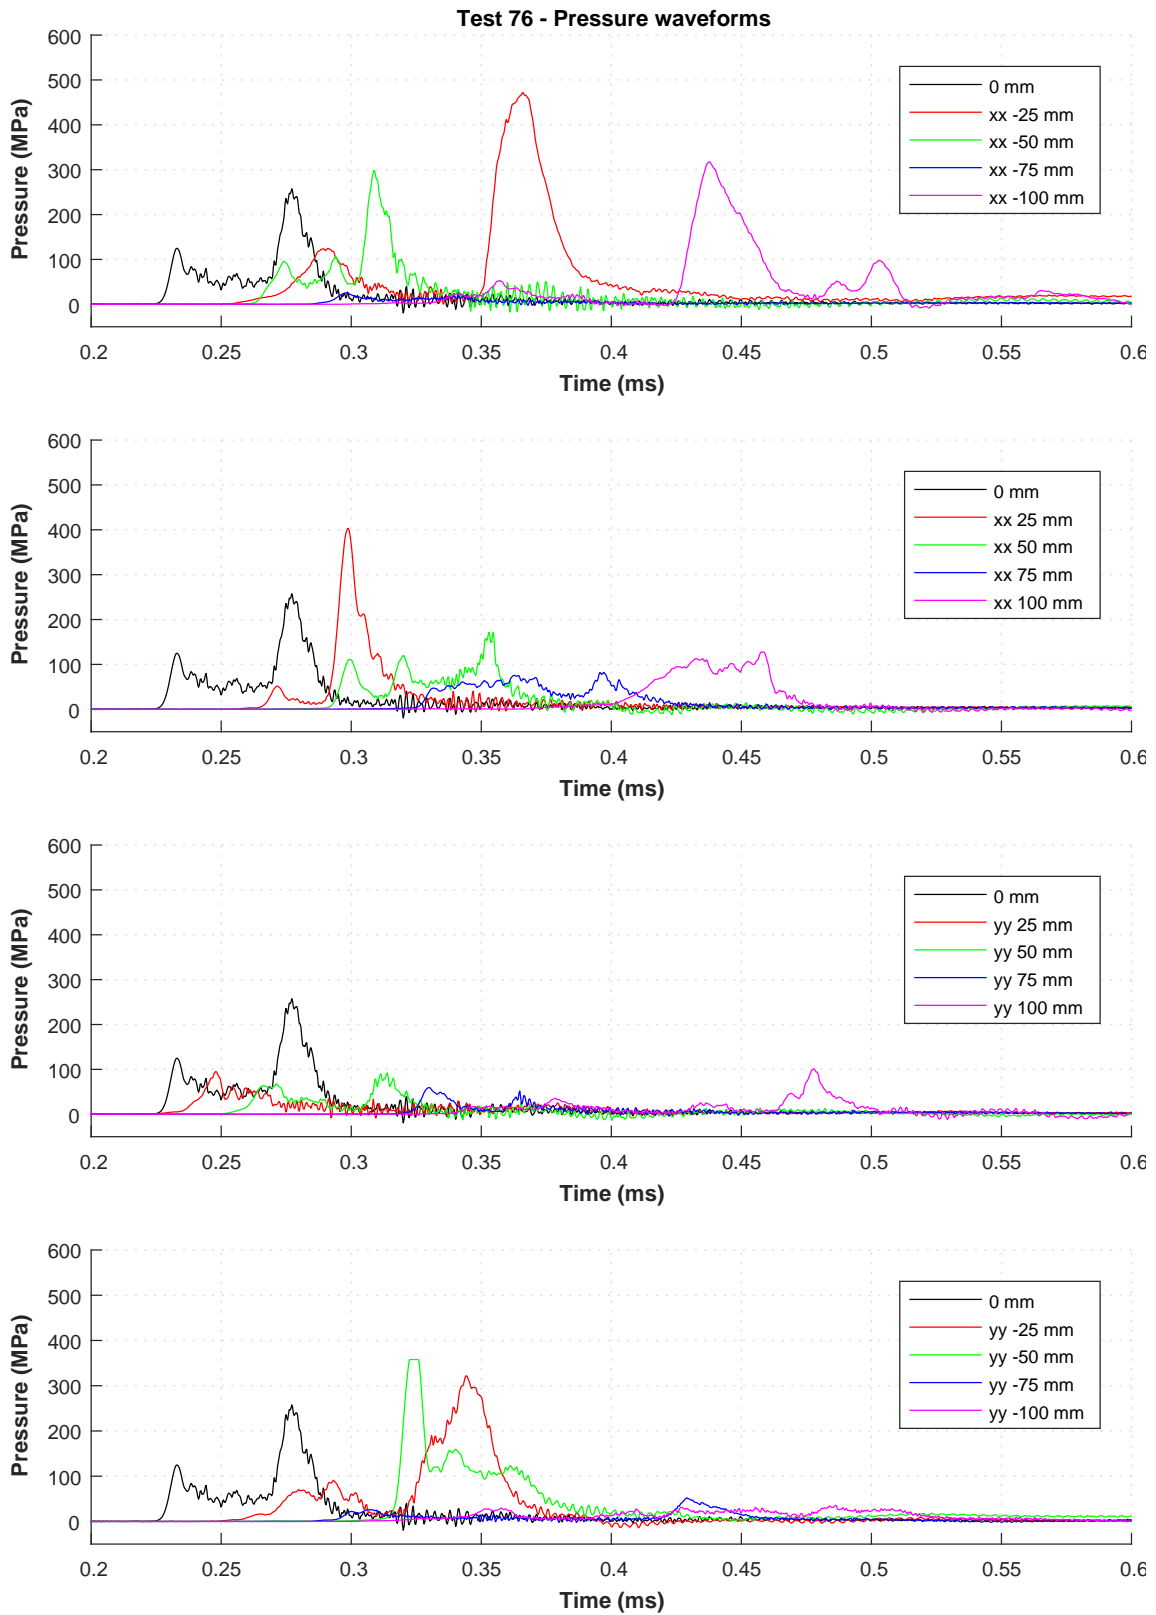 Test 76 - Pressure waveforms
600
500
400
300
200
100
0
Pressure (MPa)
0 mm
xx -25 mm
xx -50 mm
xx -75 mm
xx -100 mm
0.2 0.25 0.3 0.35 0.4 0.45 0.5 0.55 0.6
Time (ms)
600
500
400
300
200
100
0
Pressure (MPa)
0 mm
xx 25 mm
xx 50 mm
xx 75 mm
xx 100 mm
0.2 0.25 0.3 0.35 0.4 0.45 0.5 0.55 0.6
Time (ms)
600
500
400
300
200
100
0
Pressure (MPa)
0 mm
yy 25 mm
yy 50 mm
yy 75 mm
yy 100 mm
0.2 0.25 0.3 0.35 0.4 0.45 0.5 0.55 0.6
Time (ms)
600
500
400
300
200
100
0
Pressure (MPa)
0 mm
yy -25 mm
yy -50 mm
yy -75 mm
yy -100 mm
0.2 0.25 0.3 0.35 0.4 0.45 0.5 0.55 0.6
Time (ms)